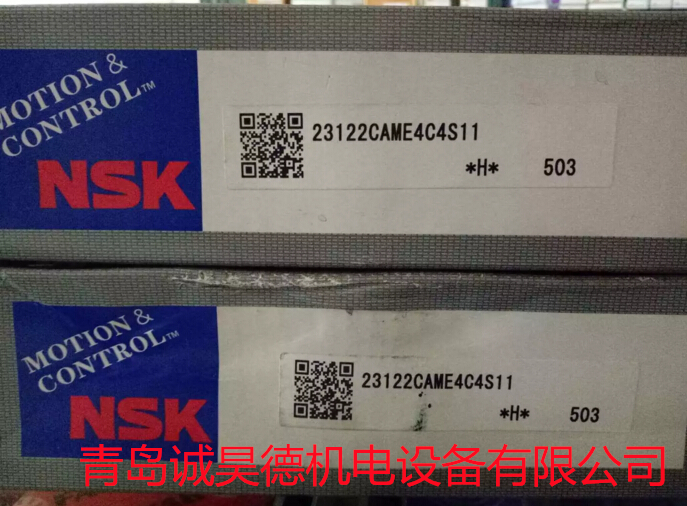 MOTION &
CONTROL™
NSK
23122CAME4C4S11
*H* 503
MOTION &
CONTROL™
NSK
23122CAME4C4S11
*H* 503
青岛诚昊德机电设备有限公司